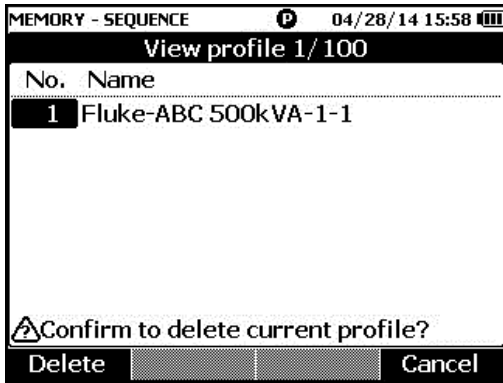 MEMORY - SEQUENCE P 04/28/14 15:58
View profile 1/100
No. Name
1 Fluke-ABC 500kVA-1-1
Confirm to delete current profile?
Delete Cancel